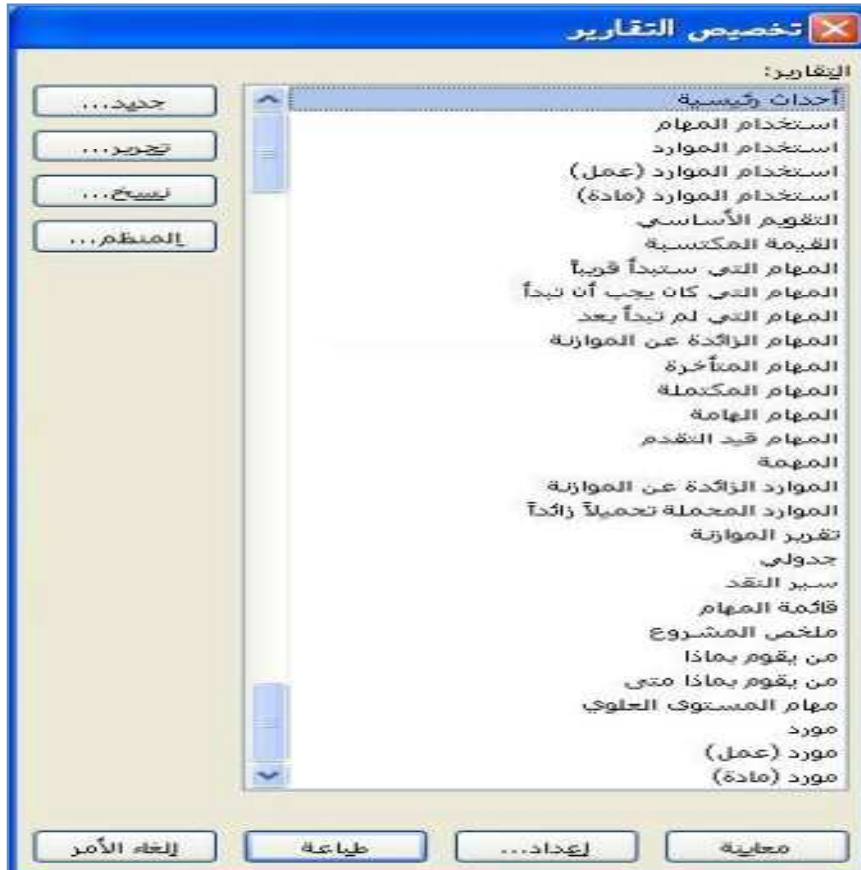 تخصيص التقارير
التقارير:
أحداث رئيسية
استخدام المهام
استخدام الموارد
استخدام الموارد (عمل)
استخدام الموارد (مادة)
التقويم الأساسي
القيمة المكتسبة
المهام التي ستبدأ قريباً
المهام التي كان يجب أن تبدأ
المهام التي لم تبدأ بعد
المهام الزائدة عن الموازنة
المهام المتأخرة
المهام المكتملة
المهام الهامة
المهام قيد التقدم
المهمة
الموارد الزائدة عن الموازنة
الموارد المحملة تحميلاً زائداً
تقرير الموازنة
جدولي
سير النقد
قائمة المهام
ملخص المشروع
من يقوم بماذا
من يقوم بماذا متى
مهام المستوى العلوي
مورد
مورد (عمل)
مورد (مادة)
جديد...
تحرير...
نسخ...
المنظم...
معاينة
إعداد...
طباعة
إلغاء الأمر